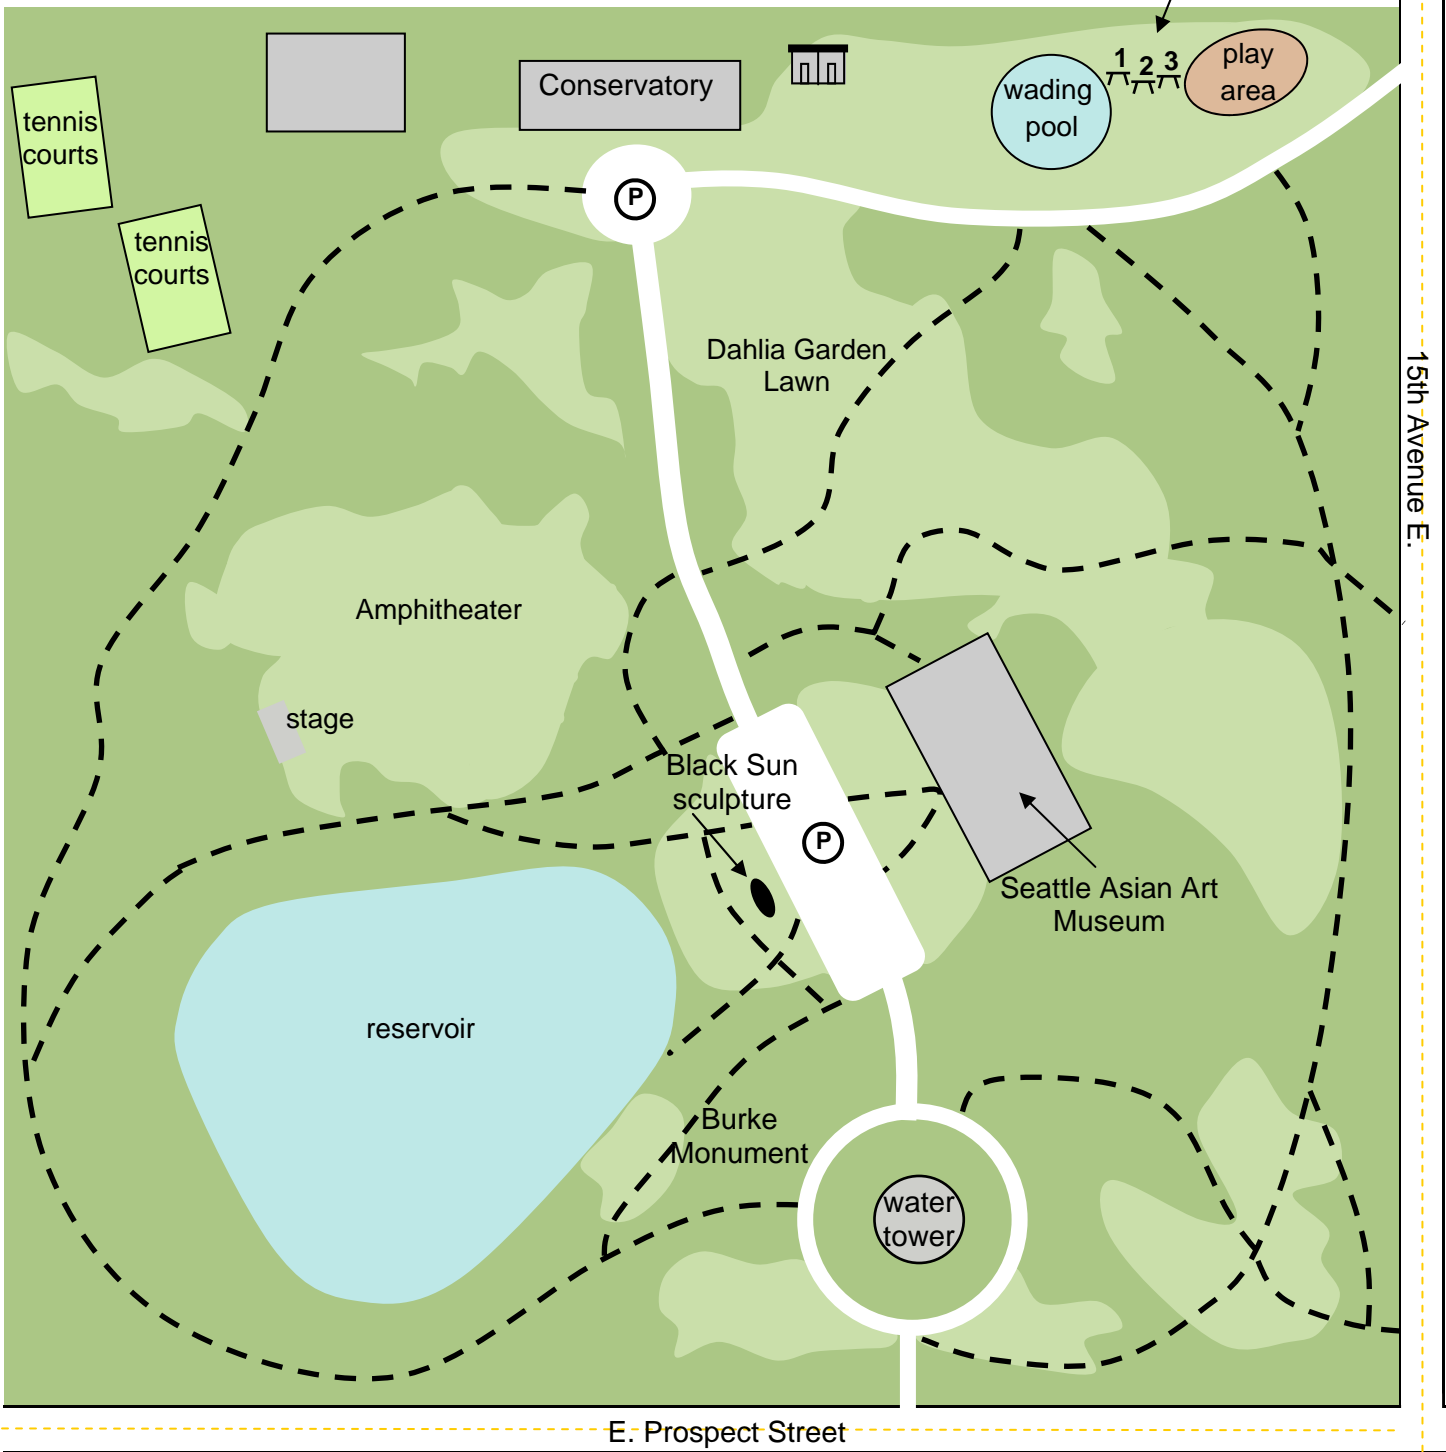 Conservatory
wading
pool
1 2 3
play
area
tennis
courts
P
tennis
courts
Dahlia Garden
Lawn
15th Avenue E.
Amphitheater
stage
Black Sun
sculpture
P
Seattle Asian Art
Museum
reservoir
Burke
Monument
water
tower
E. Prospect Street